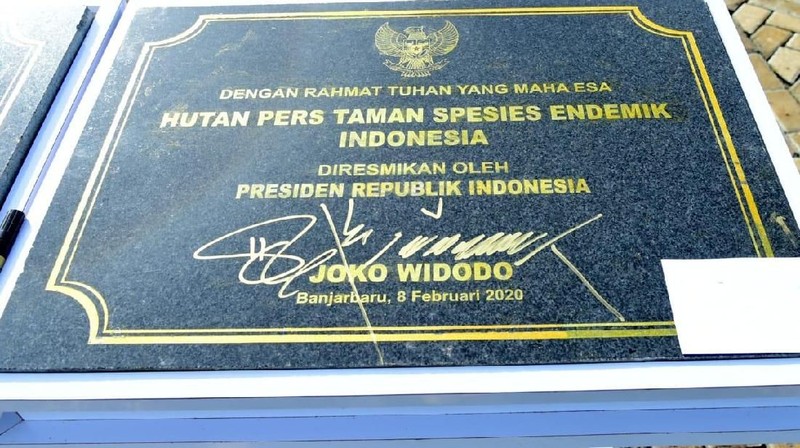 DENGAN RAHMAT TUHAN YANG MAHA ESA
HUTAN PERS TAMAN SPESIES ENDEMIK
INDONESIA
DIRESMIKAN OLEH
PRESIDEN REPUBLIK INDONESIA
JOKO WIDODO
Banjarbaru, 8 Februari 2020